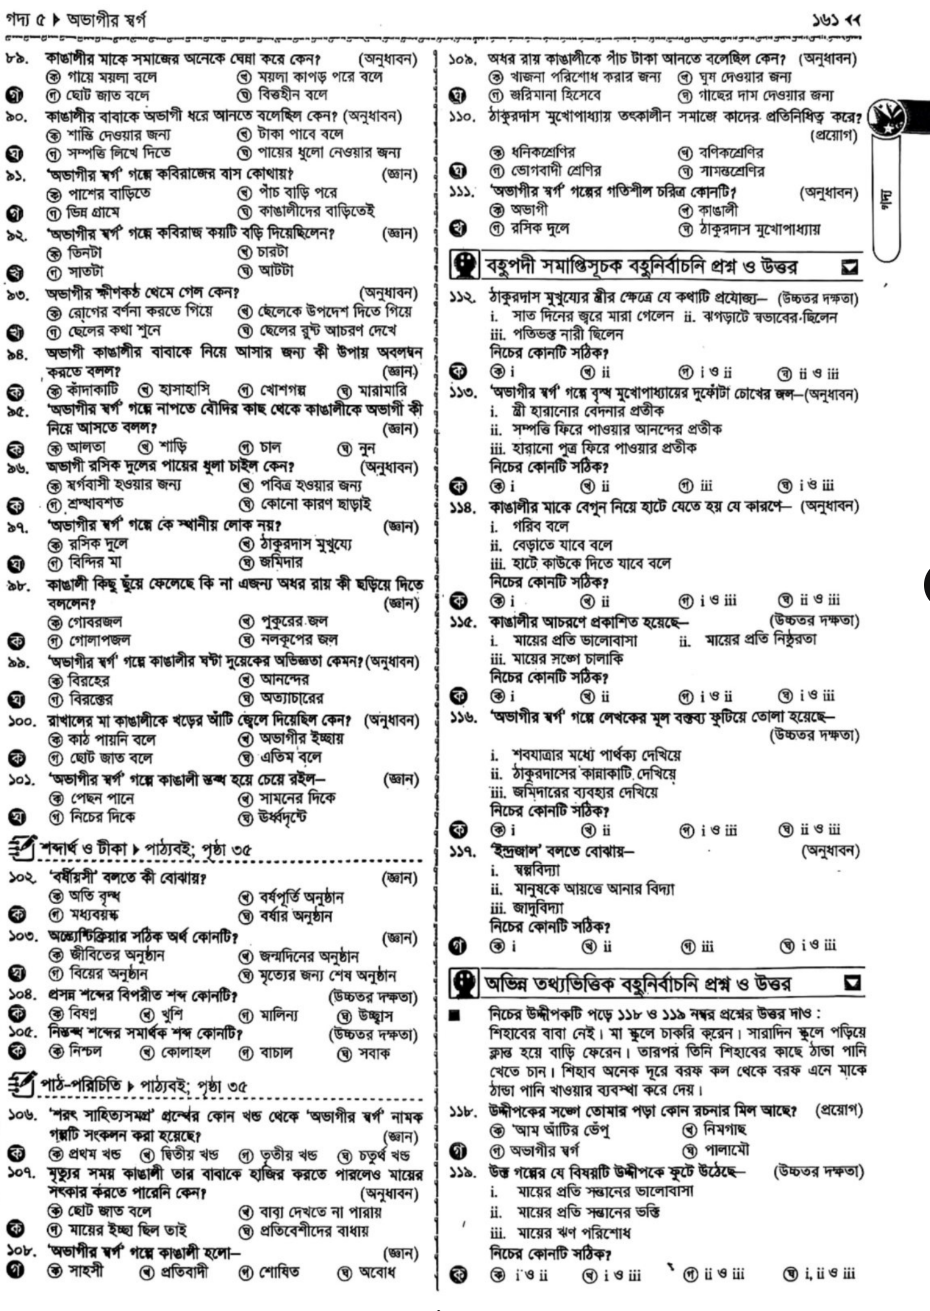 গদ্য ৫ ▶ অভাগীর স্বর্গ
১৬১ ◀◀
৮৯. কাঙালীর মাকে সমাজের অনেকে ঘেন্না করে কেন? (অনুধাবন)
ক গায়ে ময়লা বলে খ ময়লা কাপড় পরে বলে
গ গ ছোট জাত বলে ঘ বিত্তহীন বলে
৯০. কাঙালীর বাবাকে অভাগী ধরে আনতে বলেছিল কেন? (অনুধাবন)
ক শাস্তি দেওয়ার জন্য খ টাকা পাবে বলে
ঘ গ সম্পত্তি লিখে দিতে ঘ পায়ের ধুলো নেওয়ার জন্য
৯১. 'অভাগীর স্বর্গ' গল্পে কবিরাজের বাস কোথায়? (জ্ঞান)
ক পাশের বাড়িতে খ পাঁচ বাড়ি পরে
গ গ ভিন্ন গ্রামে ঘ কাঙালীদের বাড়িতেই
৯২. 'অভাগীর স্বর্গ' গল্পে কবিরাজ কয়টি বড়ি দিয়েছিলেন? (জ্ঞান)
ক তিনটা খ চারটা
খ গ সাতটা ঘ আটটা
৯৩. অভাগীর ক্ষীণকণ্ঠ থেমে গেল কেন? (অনুধাবন)
ক রোগের বর্ণনা করতে গিয়ে খ ছেলেকে উপদেশ দিতে গিয়ে
খ গ ছেলের কথা শুনে ঘ ছেলের রুষ্ট আচরণ দেখে
৯৪. অভাগী কাঙালীর বাবাকে নিয়ে আসার জন্য কী উপায় অবলম্বন
করতে বলল? (জ্ঞান)
ক ক কাঁদাকাটি খ হাসাহাসি গ খোশগল্প ঘ মারামারি
৯৫. 'অভাগীর স্বর্গ' গল্পে নাপতে বৌদির কাছ থেকে কাঙালীকে অভাগী কী
নিয়ে আসতে বলল? (জ্ঞান)
ক ক আলতা খ শাড়ি গ চাল ঘ নুন
৯৬. অভাগী রসিক দুলের পায়ের ধুলা চাইল কেন? (অনুধাবন)
ক স্বর্গবাসী হওয়ার জন্য খ পবিত্র হওয়ার জন্য
ক গ শ্রদ্ধাবশত ঘ কোনো কারণ ছাড়াই
৯৭. 'অভাগীর স্বর্গ' গল্পে কে স্থানীয় লোক নয়? (জ্ঞান)
ক রসিক দুলে খ ঠাকুরদাস মুখুয্যে
ঘ গ বিন্দির মা ঘ জমিদার
৯৮. কাঙালী কিছু ছুঁয়ে ফেলেছে কি না এজন্য অধর রায় কী ছড়িয়ে দিতে
বললেন? (জ্ঞান)
ক গোবরজল খ পুকুরের জল
ক গ গোলাপজল ঘ নলকূপের জল
৯৯. 'অভাগীর স্বর্গ' গল্পে কাঙালীর ঘণ্টা দুয়েকের অভিজ্ঞতা কেমন? (অনুধাবন)
ক বিরহের খ আনন্দের
ঘ গ বিরক্তের ঘ অত্যাচারের
১০০. রাখালের মা কাঙালীকে খড়ের আঁটি জ্বেলে দিয়েছিল কেন? (অনুধাবন)
ক কাঠ পায়নি বলে খ অভাগীর ইচ্ছায়
ক গ ছোট জাত বলে ঘ এতিম বলে
১০১. 'অভাগীর স্বর্গ' গল্পে কাঙালী স্তব্ধ হয়ে চেয়ে রইল— (জ্ঞান)
ক পেছন পানে খ সামনের দিকে
ঘ গ নিচের দিকে ঘ ঊর্ধ্বদৃষ্টে
শব্দার্থ ও টীকা ▶ পাঠ্যবই; পৃষ্ঠা ৩৫
১০২. 'বর্ষীয়সী' বলতে কী বোঝায়? (জ্ঞান)
ক অতি বৃদ্ধ খ বর্ষপূর্তি অনুষ্ঠান
ক গ মধ্যবয়স্ক ঘ বর্ষার অনুষ্ঠান
১০৩. অন্ত্যেষ্টিক্রিয়ার সঠিক অর্থ কোনটি? (জ্ঞান)
ক জীবিতের অনুষ্ঠান খ জন্মদিনের অনুষ্ঠান
ঘ গ বিয়ের অনুষ্ঠান ঘ মৃত্যের জন্য শেষ অনুষ্ঠান
১০৪. প্রসন্ন শব্দের বিপরীত শব্দ কোনটি? (উচ্চতর দক্ষতা)
ক ক বিষণ্ণ খ খুশি গ মালিন্য ঘ উচ্ছ্বাস
১০৫. নিস্তব্ধ শব্দের সমার্থক শব্দ কোনটি? (উচ্চতর দক্ষতা)
ক ক নিশ্চল খ কোলাহল গ বাচাল ঘ সবাক
পাঠ-পরিচিতি ▶ পাঠ্যবই; পৃষ্ঠা ৩৫
১০৬. 'শরৎ সাহিত্যসমগ্র' গ্রন্থের কোন খন্ড থেকে 'অভাগীর স্বর্গ' নামক
গল্পটি সংকলন করা হয়েছে? (জ্ঞান)
ক ক প্রথম খন্ড খ দ্বিতীয় খন্ড গ তৃতীয় খন্ড ঘ চতুর্থ খন্ড
১০৭. মৃত্যুর সময় কাঙালী তার বাবাকে হাজির করতে পারলেও মায়ের
সৎকার করতে পারেনি কেন? (অনুধাবন)
ক ছোট জাত বলে খ বাবা দেখতে না পারায়
ক গ মায়ের ইচ্ছা ছিল তাই ঘ প্রতিবেশীদের বাধায়
১০৮. 'অভাগীর স্বর্গ' গল্পে কাঙালী হলো— (জ্ঞান)
গ ক সাহসী খ প্রতিবাদী গ শোষিত ঘ অবোধ
১০৯. অধর রায় কাঙালীকে পাঁচ টাকা আনতে বলেছিল কেন? (অনুধাবন)
ক খাজনা পরিশোধ করার জন্য খ ঘুষ দেওয়ার জন্য
ঘ গ জরিমানা হিসেবে ঘ গাছের দাম দেওয়ার জন্য
১১০. ঠাকুরদাস মুখোপাধ্যায় তৎকালীন সমাজে কাদের প্রতিনিধিত্ব করে?
(প্রয়োগ)
ক ধনিকশ্রেণির খ বণিকশ্রেণির
ঘ গ ভোগবাদী শ্রেণির ঘ সামন্তশ্রেণির
১১১. 'অভাগীর স্বর্গ' গল্পের গতিশীল চরিত্র কোনটি? (অনুধাবন)
ক অভাগী খ কাঙালী
খ গ রসিক দুলে ঘ ঠাকুরদাস মুখোপাধ্যায়
গদ্য
বহুপদী সমাপ্তিসূচক বহুনির্বাচনি প্রশ্ন ও উত্তর
১১২. ঠাকুরদাস মুখুয্যের স্ত্রীর ক্ষেত্রে যে কথাটি প্রযোজ্য— (উচ্চতর দক্ষতা)
i. সাত দিনের জ্বরে মারা গেলেন ii. ঝগড়াটে স্বভাবের ছিলেন
iii. পতিভক্ত নারী ছিলেন
নিচের কোনটি সঠিক?
ক ক i খ ii গ i ও ii ঘ ii ও iii
১১৩. 'অভাগীর স্বর্গ' গল্পে বৃদ্ধ মুখোপাধ্যায়ের দুফোঁটা চোখের জল—(অনুধাবন)
i. স্ত্রী হারানোর বেদনার প্রতীক
ii. সম্পত্তি ফিরে পাওয়ার আনন্দের প্রতীক
iii. হারানো পুত্র ফিরে পাওয়ার প্রতীক
নিচের কোনটি সঠিক?
ক ক i খ ii গ iii ঘ i ও iii
১১৪. কাঙালীর মাকে বেগুন নিয়ে হাটে যেতে হয় যে কারণে— (অনুধাবন)
i. গরিব বলে
ii. বেড়াতে যাবে বলে
iii. হাটে কাউকে দিতে যাবে বলে
নিচের কোনটি সঠিক?
ক ক i খ ii গ i ও iii ঘ ii ও iii
১১৫. কাঙালীর আচরণে প্রকাশিত হয়েছে— (উচ্চতর দক্ষতা)
i. মায়ের প্রতি ভালোবাসা ii. মায়ের প্রতি নিষ্ঠুরতা
iii. মায়ের সঙ্গে চালাকি
নিচের কোনটি সঠিক?
ক ক i খ ii গ i ও ii ঘ i ও iii
১১৬. 'অভাগীর স্বর্গ' গল্পে লেখকের মূল বক্তব্য ফুটিয়ে তোলা হয়েছে—
(উচ্চতর দক্ষতা)
i. শবযাত্রার মধ্যে পার্থক্য দেখিয়ে
ii. ঠাকুরদাসের কান্নাকাটি দেখিয়ে
iii. জমিদারের ব্যবহার দেখিয়ে
নিচের কোনটি সঠিক?
ক ক i খ ii গ i ও iii ঘ ii ও iii
১১৭. 'ইন্দ্রজাল' বলতে বোঝায়— (অনুধাবন)
i. স্বল্পবিদ্যা
ii. মানুষকে আয়ত্তে আনার বিদ্যা
iii. জাদুবিদ্যা
নিচের কোনটি সঠিক?
গ ক i খ ii গ iii ঘ i ও iii
অভিন্ন তথ্যভিত্তিক বহুনির্বাচনি প্রশ্ন ও উত্তর
■ নিচের উদ্দীপকটি পড়ে ১১৮ ও ১১৯ নম্বর প্রশ্নের উত্তর দাও :
শিহাবের বাবা নেই। মা স্কুলে চাকরি করেন। সারাদিন স্কুলে পড়িয়ে
ক্লান্ত হয়ে বাড়ি ফেরেন। তারপর তিনি শিহাবের কাছে ঠান্ডা পানি
খেতে চান। শিহাব অনেক দূরে বরফ কল থেকে বরফ এনে মাকে
ঠান্ডা পানি খাওয়ার ব্যবস্থা করে দেয়।
১১৮. উদ্দীপকের সঙ্গে তোমার পড়া কোন রচনার মিল আছে? (প্রয়োগ)
ক 'আম আঁটির ভেঁপু খ নিমগাছ
গ গ অভাগীর স্বর্গ ঘ পালামৌ
১১৯. উক্ত গল্পের যে বিষয়টি উদ্দীপকে ফুটে উঠেছে— (উচ্চতর দক্ষতা)
i. মায়ের প্রতি সন্তানের ভালোবাসা
ii. মায়ের প্রতি সন্তানের ভক্তি
iii. মায়ের ঋণ পরিশোধ
নিচের কোনটি সঠিক?
ক ক i ও ii খ i ও iii গ ii ও iii ঘ i, ii ও iii